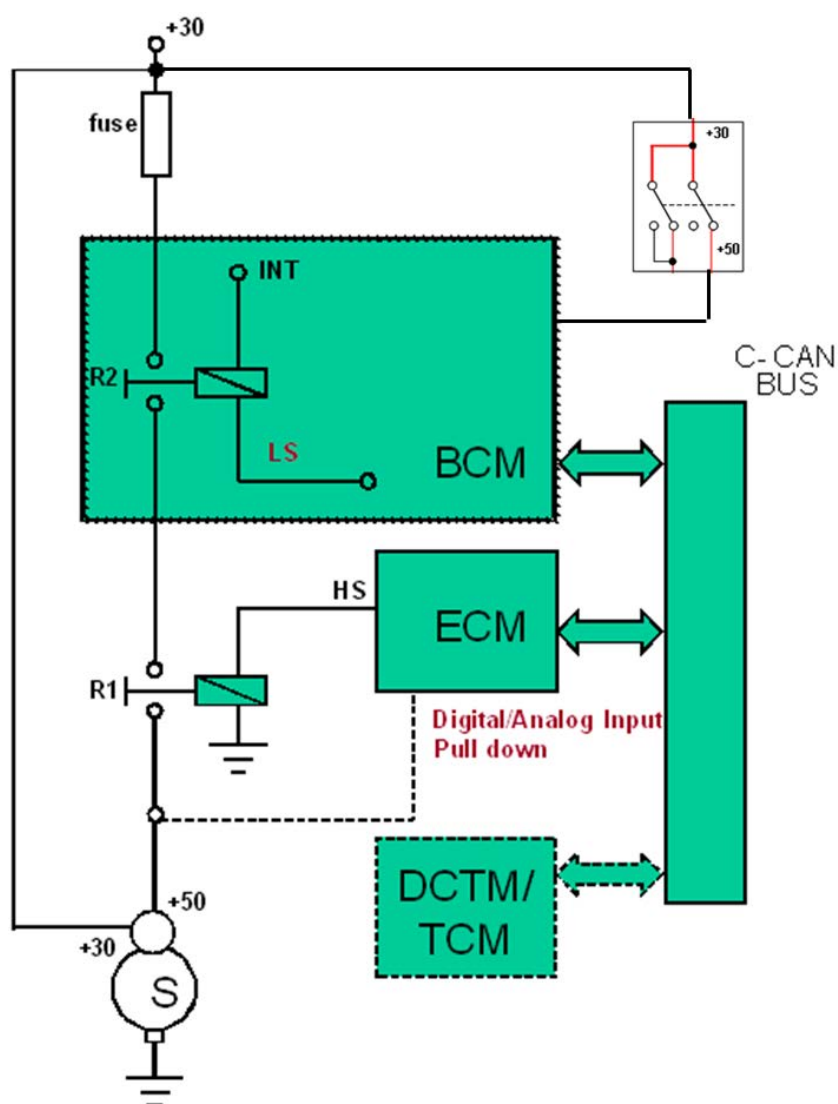 +30
fuse
+30
+50
INT
R2
LS
BCM
C-CAN
BUS
HS
ECM
R1
Digital/Analog Input
Pull down
DCTM/
TCM
+50
+30
S